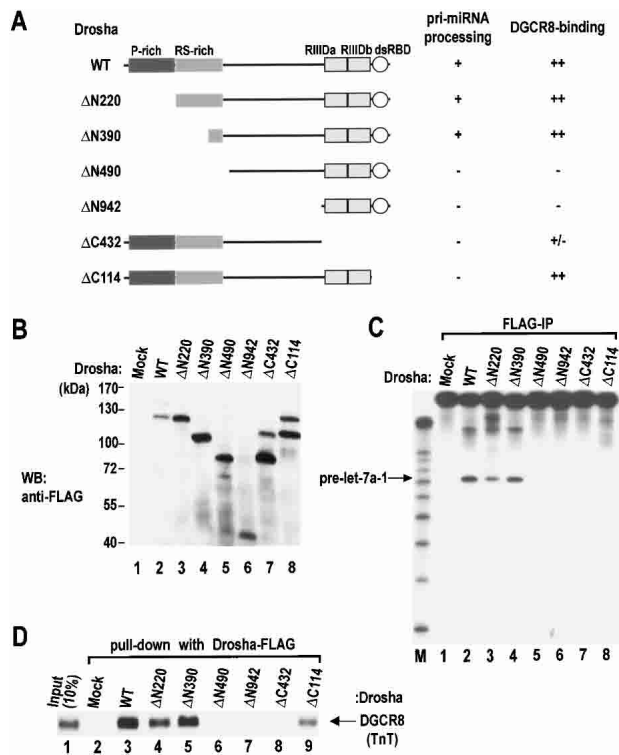 A
Drosha
pri-miRNA processing
DGCR8-binding
P-rich RS-rich RIIIDa RIIIDb dsRBD
WT + ++
ΔN220 + ++
ΔN390 + ++
ΔN490 - -
ΔN942 - -
ΔC432 - +/-
ΔC114 - ++
B
Drosha: Mock WT ΔN220 ΔN390 ΔN490 ΔN942 ΔC432 ΔC114
(kDa)
170
130
100
72
55
40
WB:
anti-FLAG
1 2 3 4 5 6 7 8
C
FLAG-IP
Drosha: Mock WT ΔN220 ΔN390 ΔN490 ΔN942 ΔC432 ΔC114
pre-let-7a-1
M 1 2 3 4 5 6 7 8
D
pull-down with Drosha-FLAG
Input (10%) Mock WT ΔN220 ΔN390 ΔN490 ΔN942 ΔC432 ΔC114 :Drosha
DGCR8
(TnT)
1 2 3 4 5 6 7 8 9